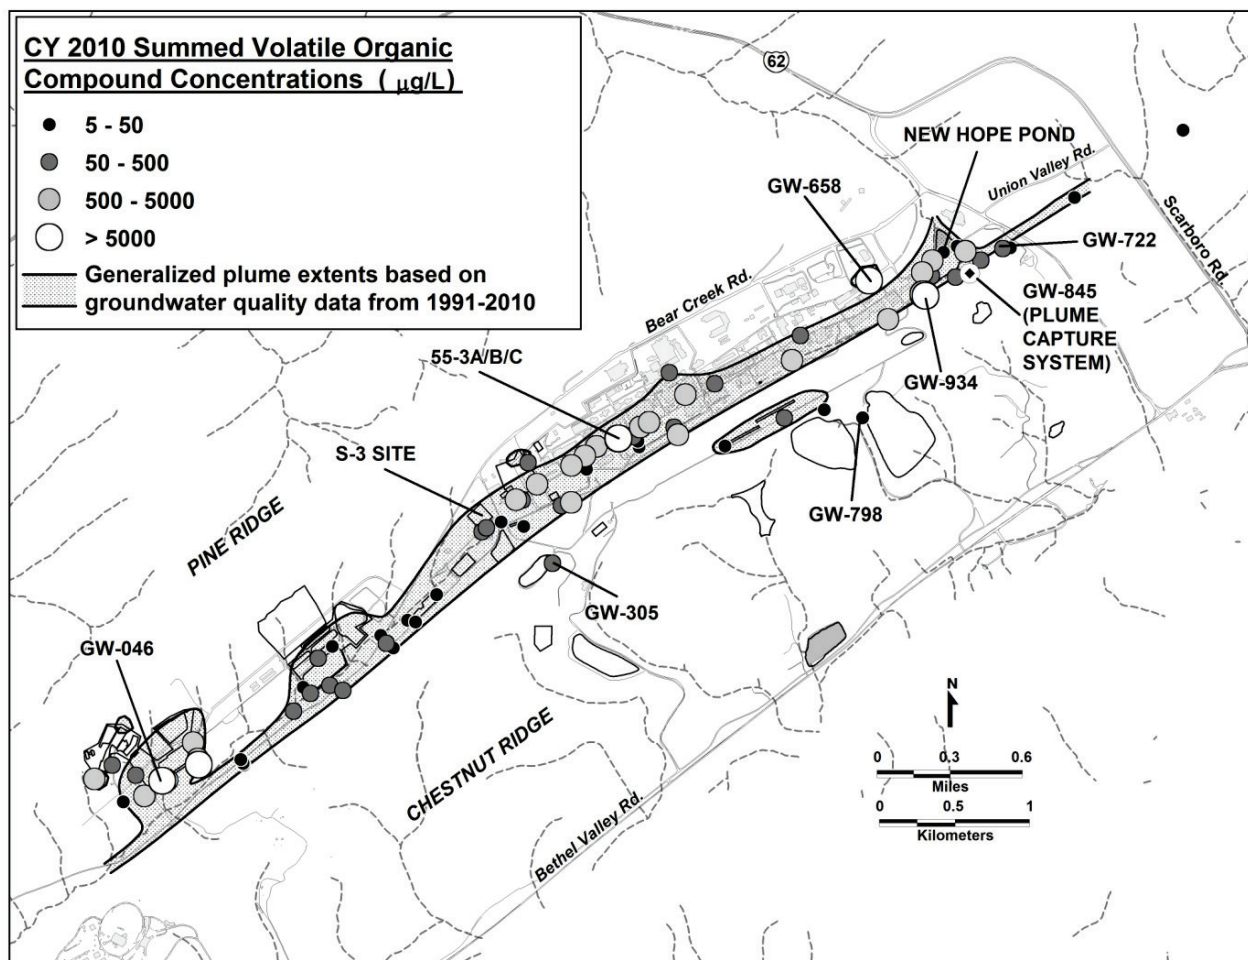 CY 2010 Summed Volatile Organic
Compound Concentrations ( µg/L)
5 - 50
50 - 500
500 - 5000
> 5000
Generalized plume extents based on
groundwater quality data from 1991-2010
62
NEW HOPE POND
Union Valley Rd.
Scarboro Rd.
GW-658
GW-722
Bear Creek Rd.
GW-845
(PLUME
CAPTURE
SYSTEM)
55-3A/B/C
GW-934
S-3 SITE
GW-798
PINE RIDGE
GW-305
GW-046
CHESTNUT RIDGE
Bethel Valley Rd.
N
0 0.3 0.6
Miles
0 0.5 1
Kilometers